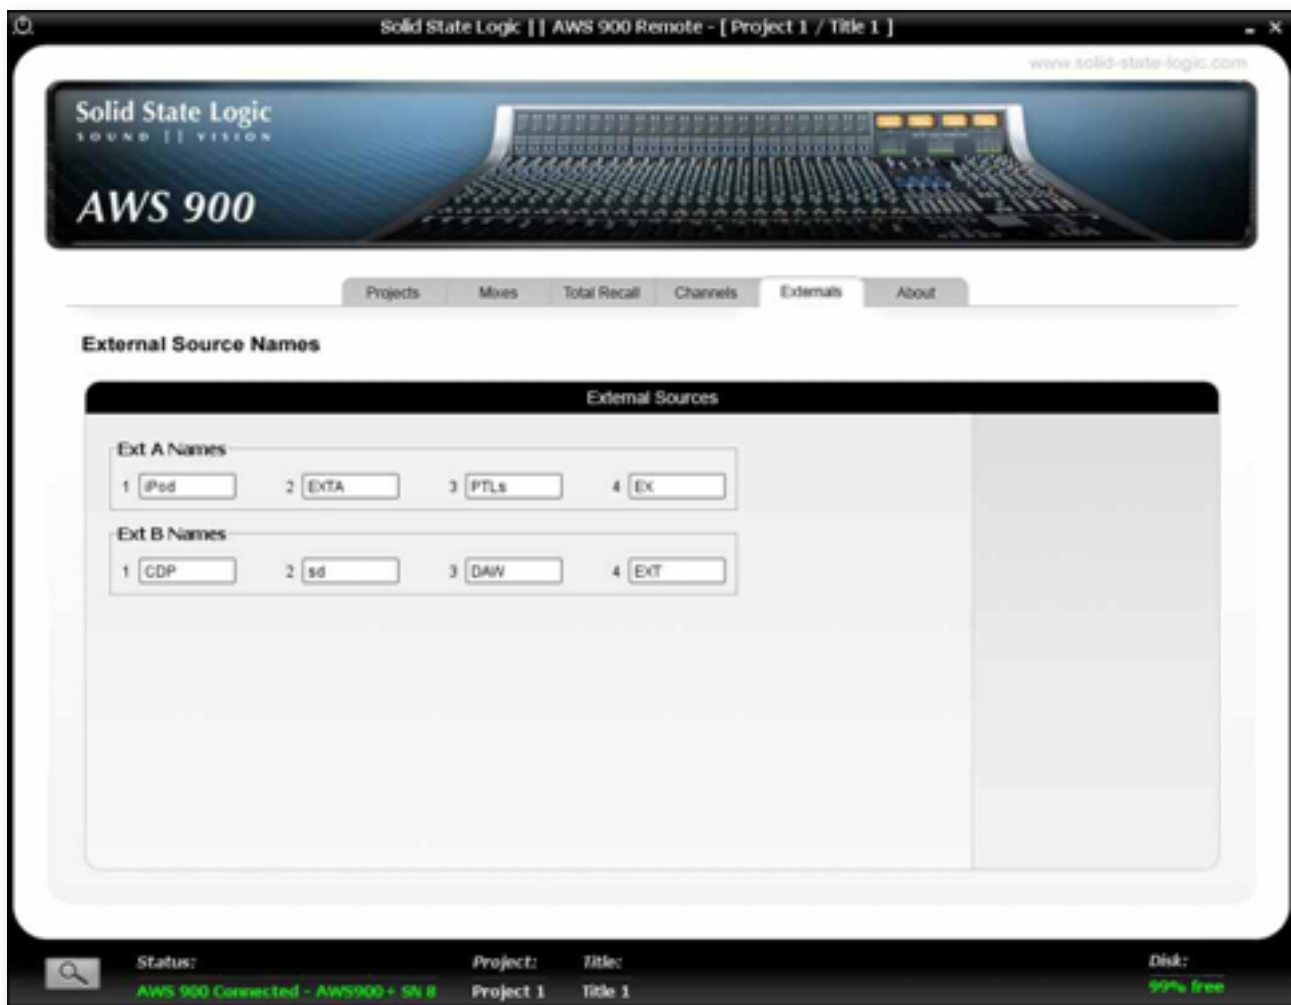 Solid State Logic || AWS 900 Remote - [ Project 1 / Title 1 ]
www.solid-state-logic.com
Solid State Logic
SOUND || VISION
AWS 900
Projects Mixes Total Recall Channels Externals About
External Source Names
External Sources
Ext A Names
1 iPod 2 EXTA 3 PTLs 4 EX
Ext B Names
1 CDP 2 sd 3 DAW 4 EXT
Status: Project: Title: Disk:
AWS 900 Connected - AWS900+ SN 8 Project 1 Title 1 99% free